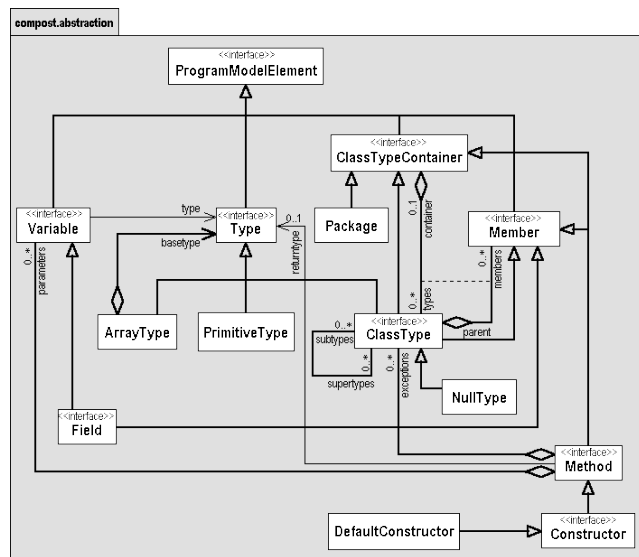 compost.abstraction
<<interface>>
ProgramModelElement
<<interface>>
ClassTypeContainer
<<interface>>
Variable
type
<<interface>>
Type
0..1
Package
0..1
container
<<interface>>
Member
0..*
parameters
basetype
returntype
0..*
members
0..*
types
ArrayType
PrimitiveType
<<interface>>
ClassType
parent
0..*
subtypes
0..*
supertypes
0..*
exceptions
NullType
<<interface>>
Field
<<interface>>
Method
DefaultConstructor
<<interface>>
Constructor